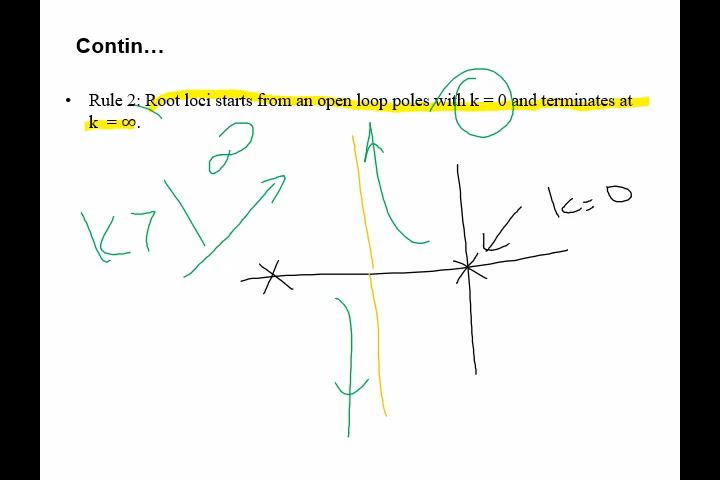 Contin…
• Rule 2: Root loci starts from an open loop poles with k = 0 and terminates at
k = ∞.
∞
k=0